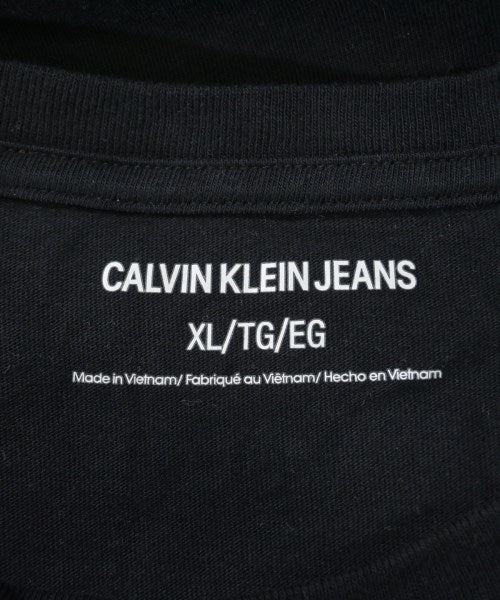 CALVIN KLEIN JEANS
XL/TG/EG
Made in Vietnam/ Fabriqué au Viêtnam/ Hecho en Vietnam